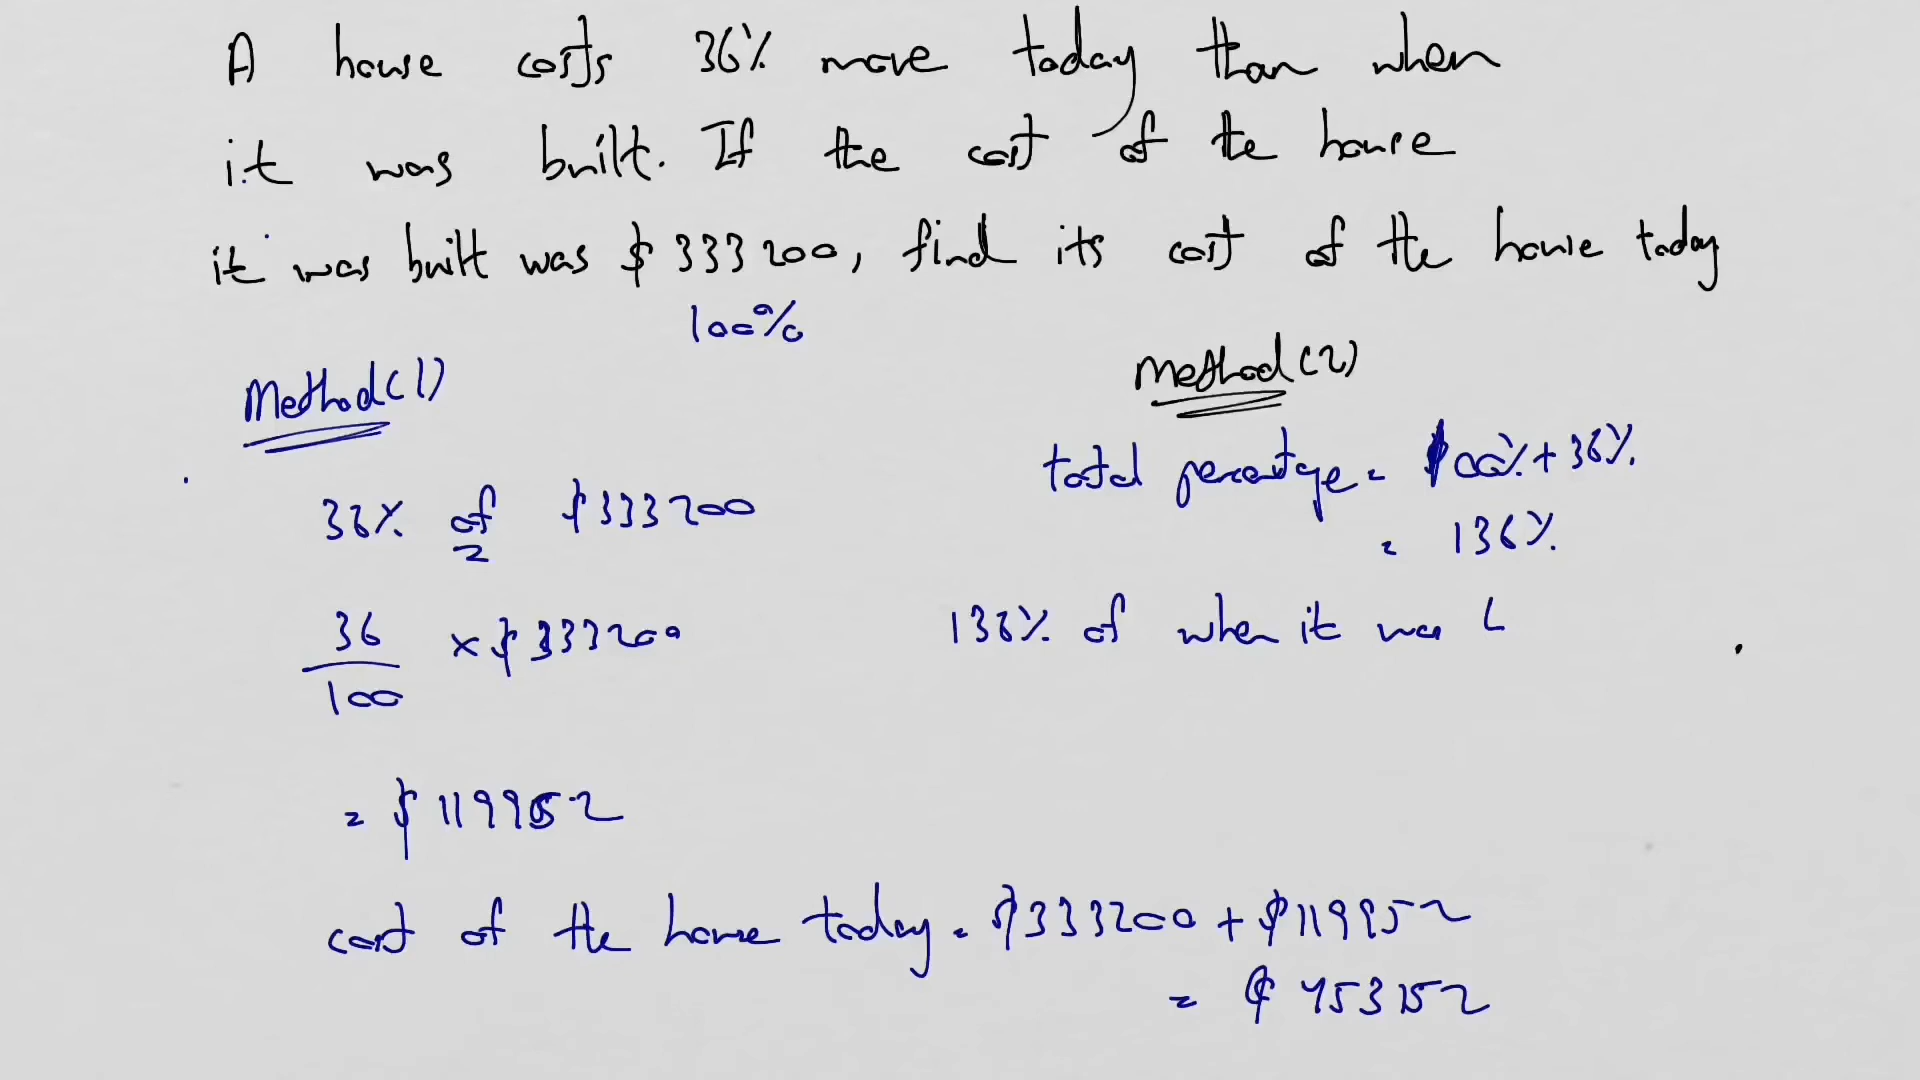 A house costs 36% more today than when
it was built. If the cost of the house
it was built was $333200, find its cost of the house today
100%
Method(1)
36% of $333200
36/100 × $333200
= $119952
cost of the house today = $333200 + $119952
= $453152
Method(2)
total percentage = 100% + 36%
= 136%
136% of when it was